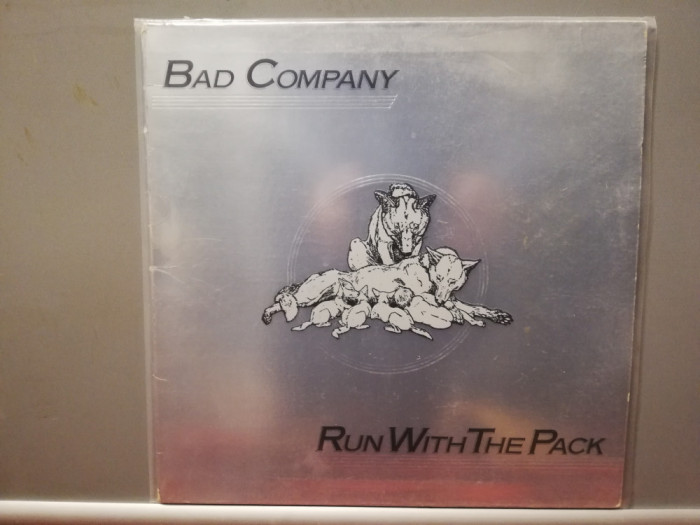 BAD COMPANY
RUN WITH THE PACK